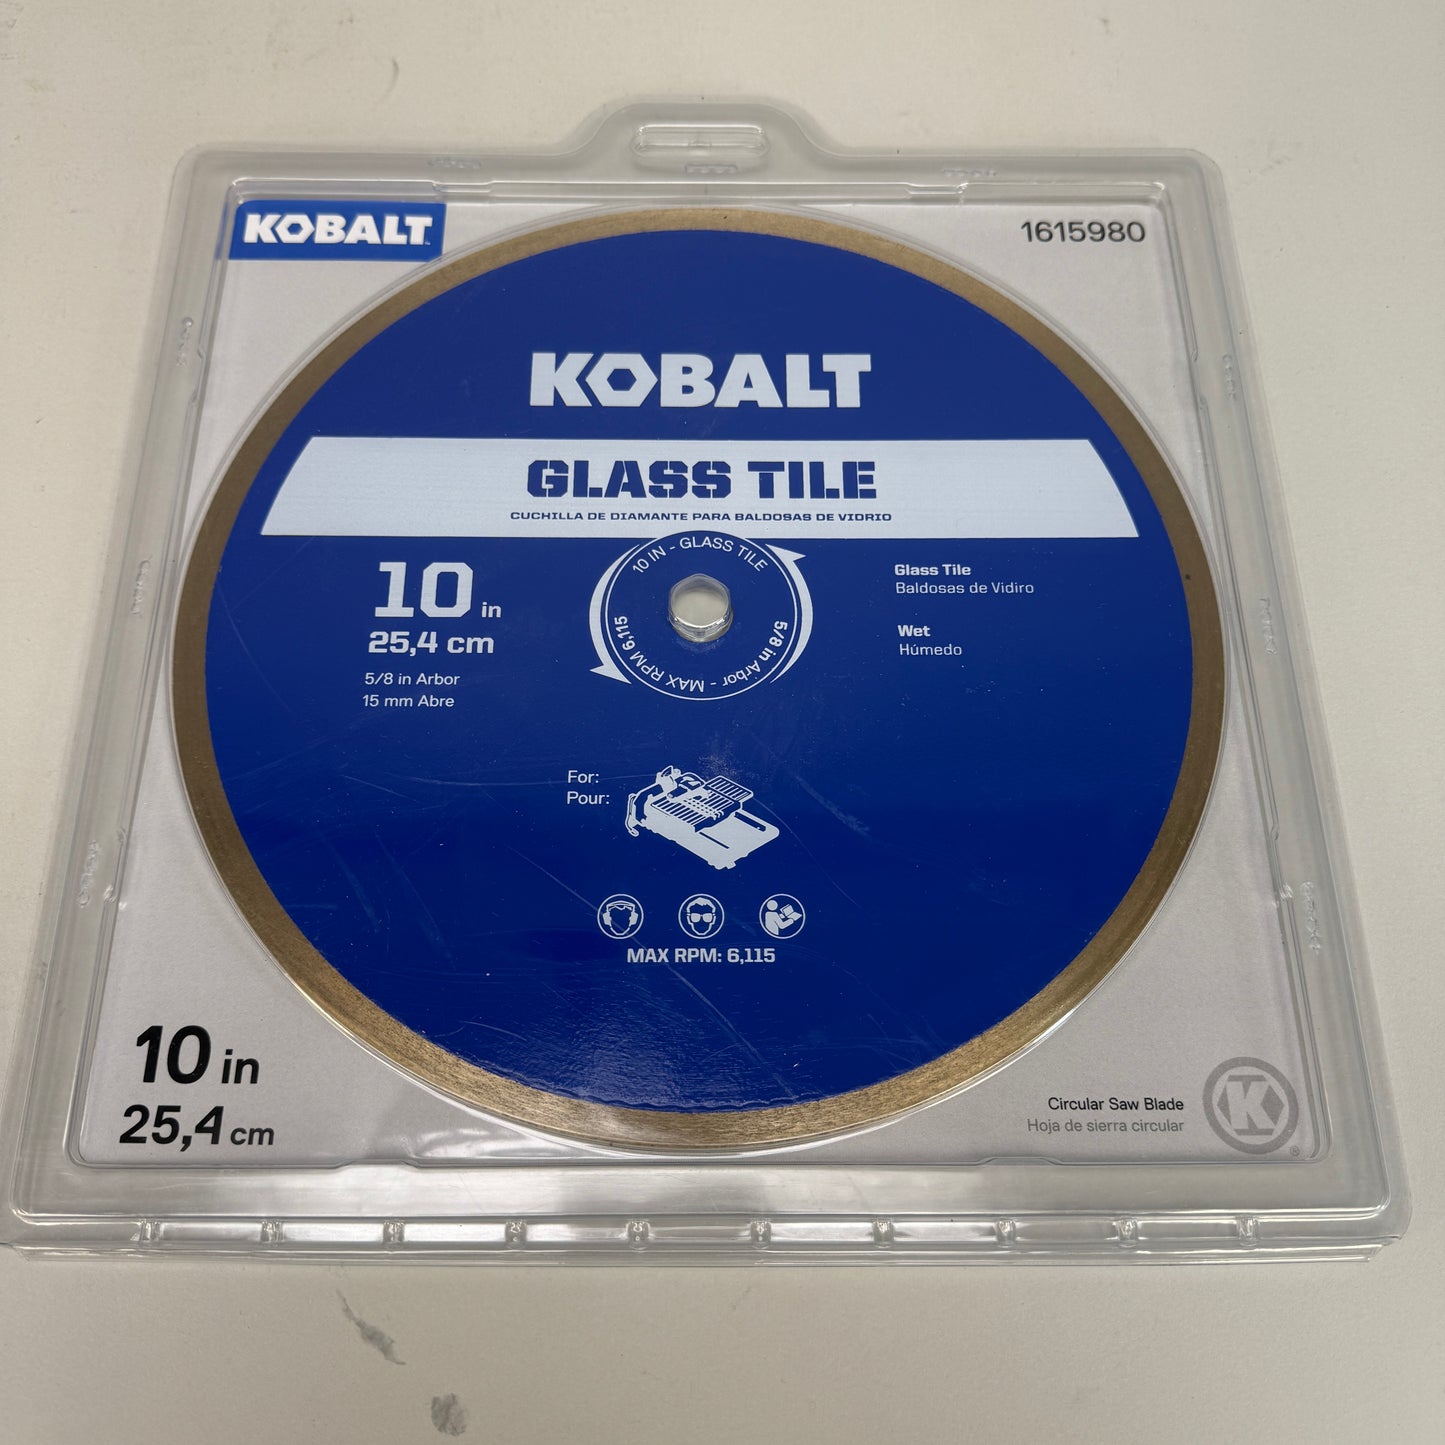 KOBALT
1615980
KOBALT
GLASS TILE
CUCHILLA DE DIAMANTE PARA BALDOSAS DE VIDRIO
10 in
25,4 cm
5/8 in Arbor
15 mm Abre
10 IN - GLASS TILE
5/8 in Arbor - MAX RPM 6,115
Glass Tile
Baldosas de Vidiro
Wet
Húmedo
For:
Pour:
MAX RPM: 6,115
10 in
25,4 cm
Circular Saw Blade
Hoja de sierra circular
K
®